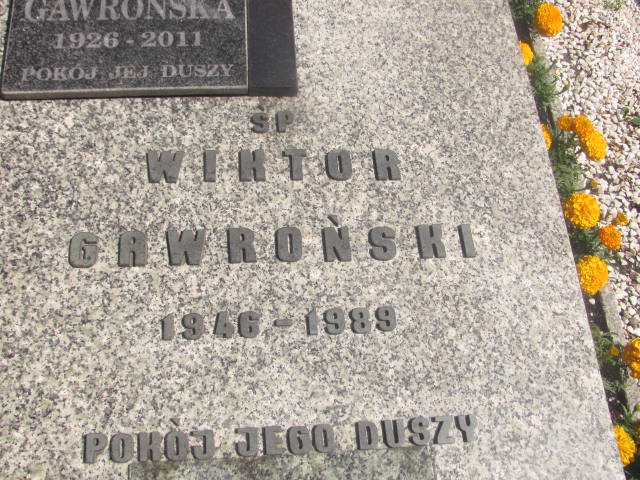 GAWROŃSKA
1926 - 2011
POKÓJ JEJ DUSZY
ŚP
WIKTOR
GAWROŃSKI
1946 - 1989
POKÓJ JEGO DUSZY